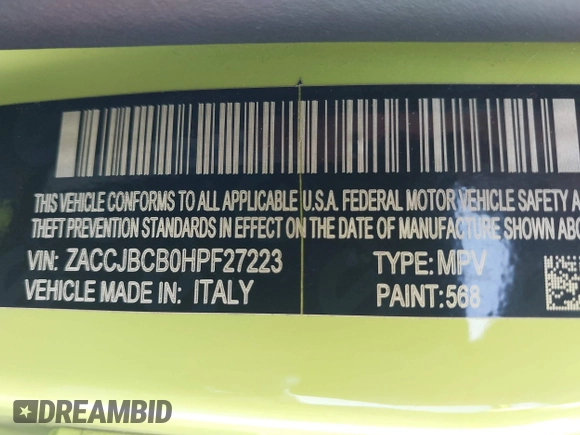 THIS VEHICLE CONFORMS TO ALL APPLICABLE U.S.A. FEDERAL MOTOR VEHICLE SAFETY A
THEFT PREVENTION STANDARDS IN EFFECT ON THE DATE OF MANUFACTURE SHOWN ABO
VIN: ZACCJBCB0HPF27223 TYPE: MPV
VEHICLE MADE IN: ITALY PAINT: 568
DREAMBID